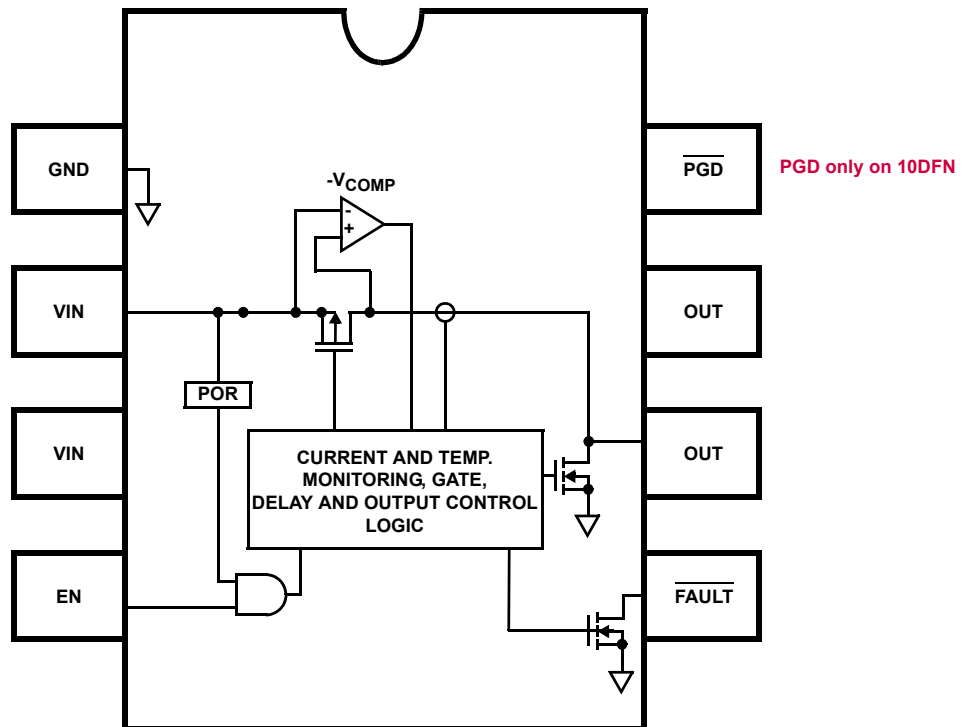 GND
PGD
PGD only on 10DFN
-VCOMP
-
+
VIN
OUT
POR
VIN
OUT
CURRENT AND TEMP.
MONITORING, GATE,
DELAY AND OUTPUT CONTROL
LOGIC
EN
FAULT